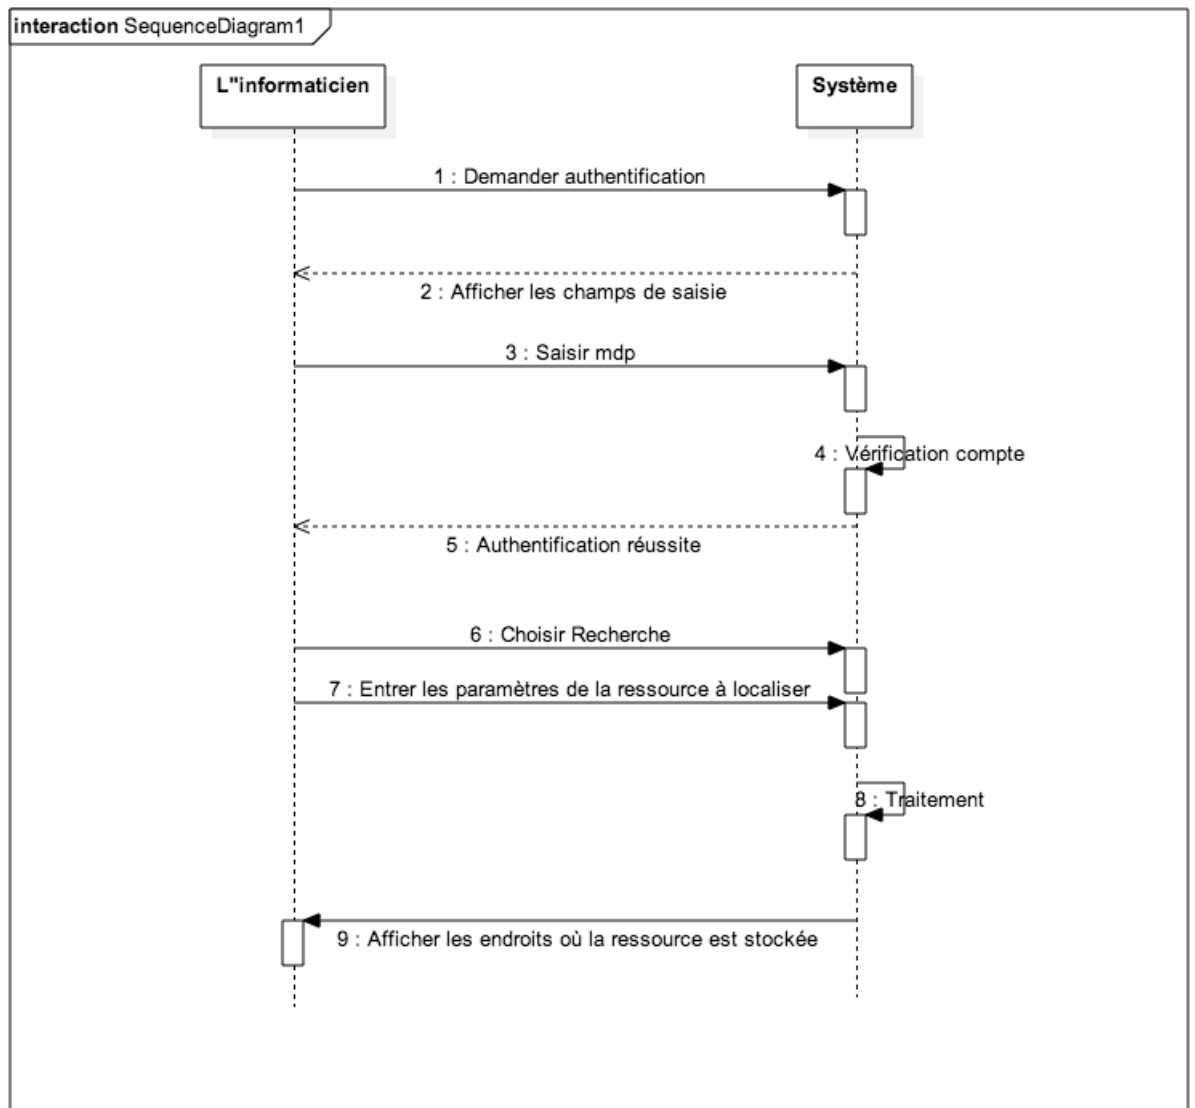 interaction SequenceDiagram1
L"informaticien
Système
1 : Demander authentification
2 : Afficher les champs de saisie
3 : Saisir mdp
4 : Vérification compte
5 : Authentification réussite
6 : Choisir Recherche
7 : Entrer les paramètres de la ressource à localiser
8 : Traitement
9 : Afficher les endroits où la ressource est stockée